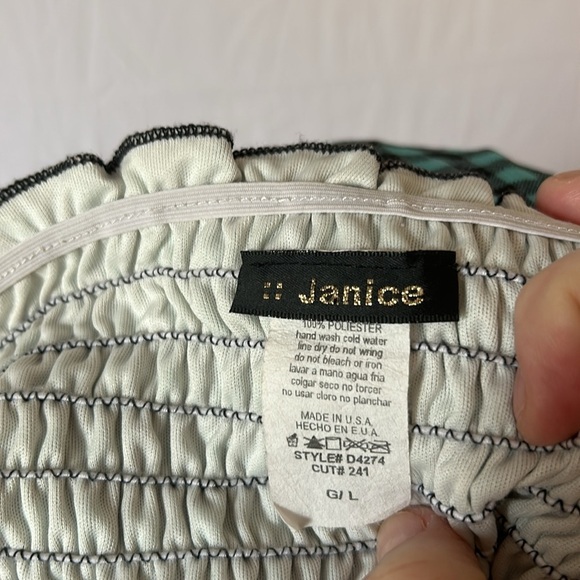 :: Janice
100% POLIESTER
hand wash cold water
line dry do not wring
do not bleach or iron
lavar a mano agua fria
colgar seco no torcer
no usar cloro no planchar
MADE IN U.S.A.
HECHO EN E.U.A.
STYLE# D4274
CUT# 241
G/ L